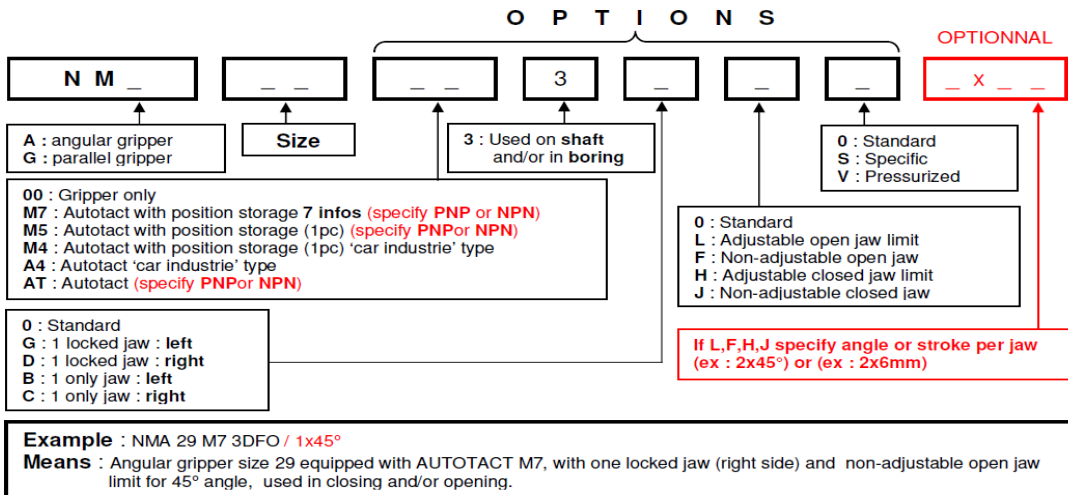 O P T I O N S
OPTIONNAL
N M _
_ _
_ _
3
_
_
_
_ x _ _
A : angular gripper
G : parallel gripper
Size
3 : Used on shaft
and/or in boring
0 : Standard
S : Specific
V : Pressurized
00 : Gripper only
M7 : Autotact with position storage 7 infos (specify PNP or NPN)
M5 : Autotact with position storage (1pc) (specify PNPor NPN)
M4 : Autotact with position storage (1pc) 'car industrie' type
A4 : Autotact 'car industrie' type
AT : Autotact (specify PNPor NPN)
0 : Standard
L : Adjustable open jaw limit
F : Non-adjustable open jaw
H : Adjustable closed jaw limit
J : Non-adjustable closed jaw
0 : Standard
G : 1 locked jaw : left
D : 1 locked jaw : right
B : 1 only jaw : left
C : 1 only jaw : right
If L,F,H,J specify angle or stroke per jaw
(ex : 2x45°) or (ex : 2x6mm)
Example : NMA 29 M7 3DFO / 1x45°
Means : Angular gripper size 29 equipped with AUTOTACT M7, with one locked jaw (right side) and non-adjustable open jaw
limit for 45° angle, used in closing and/or opening.